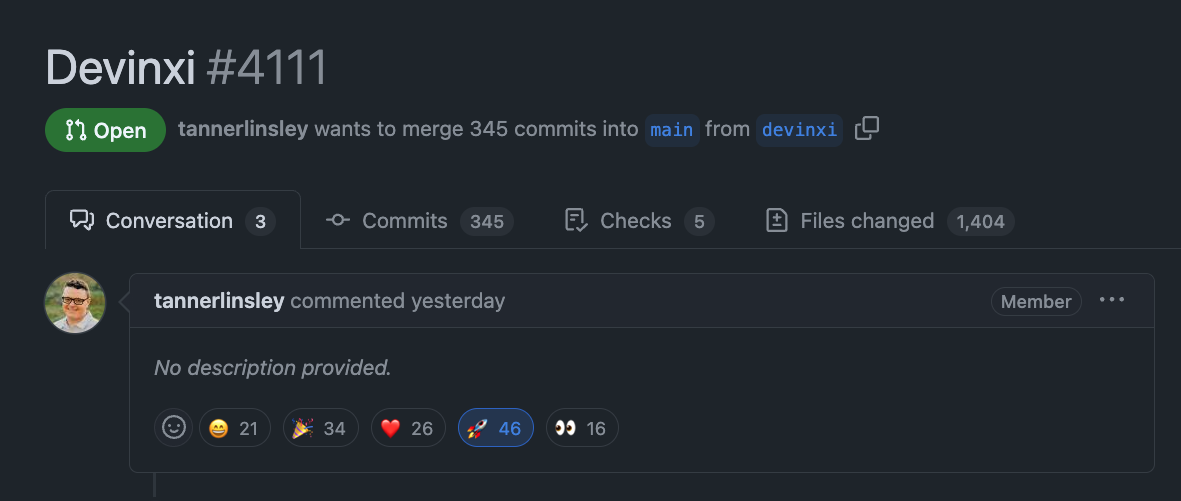 Devinxi #4111
Open tannerlinsley wants to merge 345 commits into main from devinxi
Conversation 3 Commits 345 Checks 5 Files changed 1,404
tannerlinsley commented yesterday Member
No description provided.
21 34 26 46 16